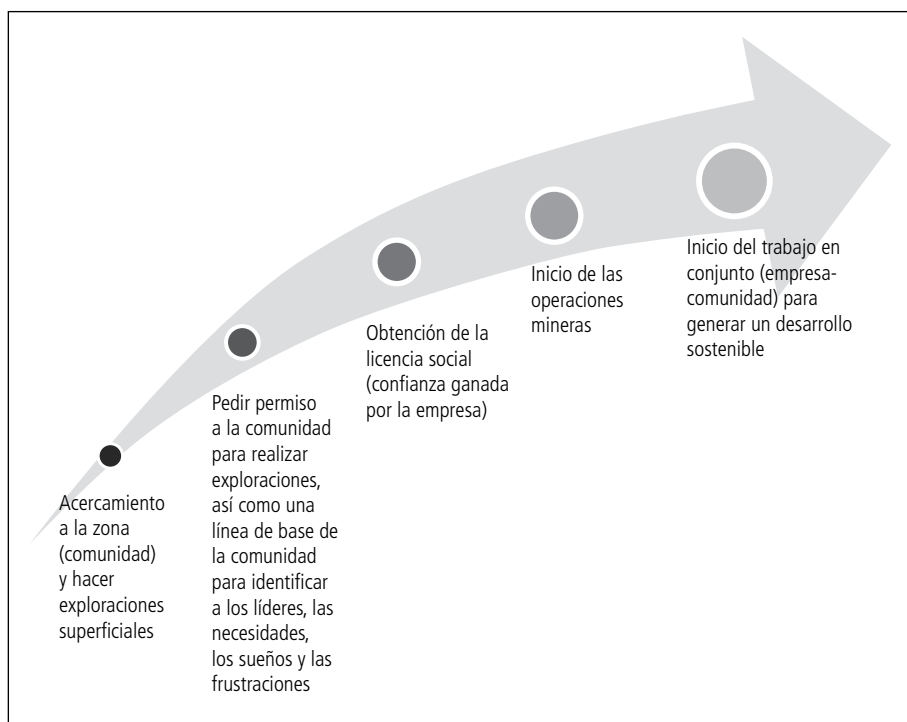 Acercamiento
a la zona
(comunidad)
y hacer
exploraciones
superficiales
Pedir permiso
a la comunidad
para realizar
exploraciones,
así como una
línea de base de
la comunidad
para identificar
a los líderes, las
necesidades,
los sueños y las
frustraciones
Obtención de la
licencia social
(confianza ganada
por la empresa)
Inicio de las
operaciones
mineras
Inicio del trabajo en
conjunto (empresa-
comunidad) para
generar un desarrollo
sostenible